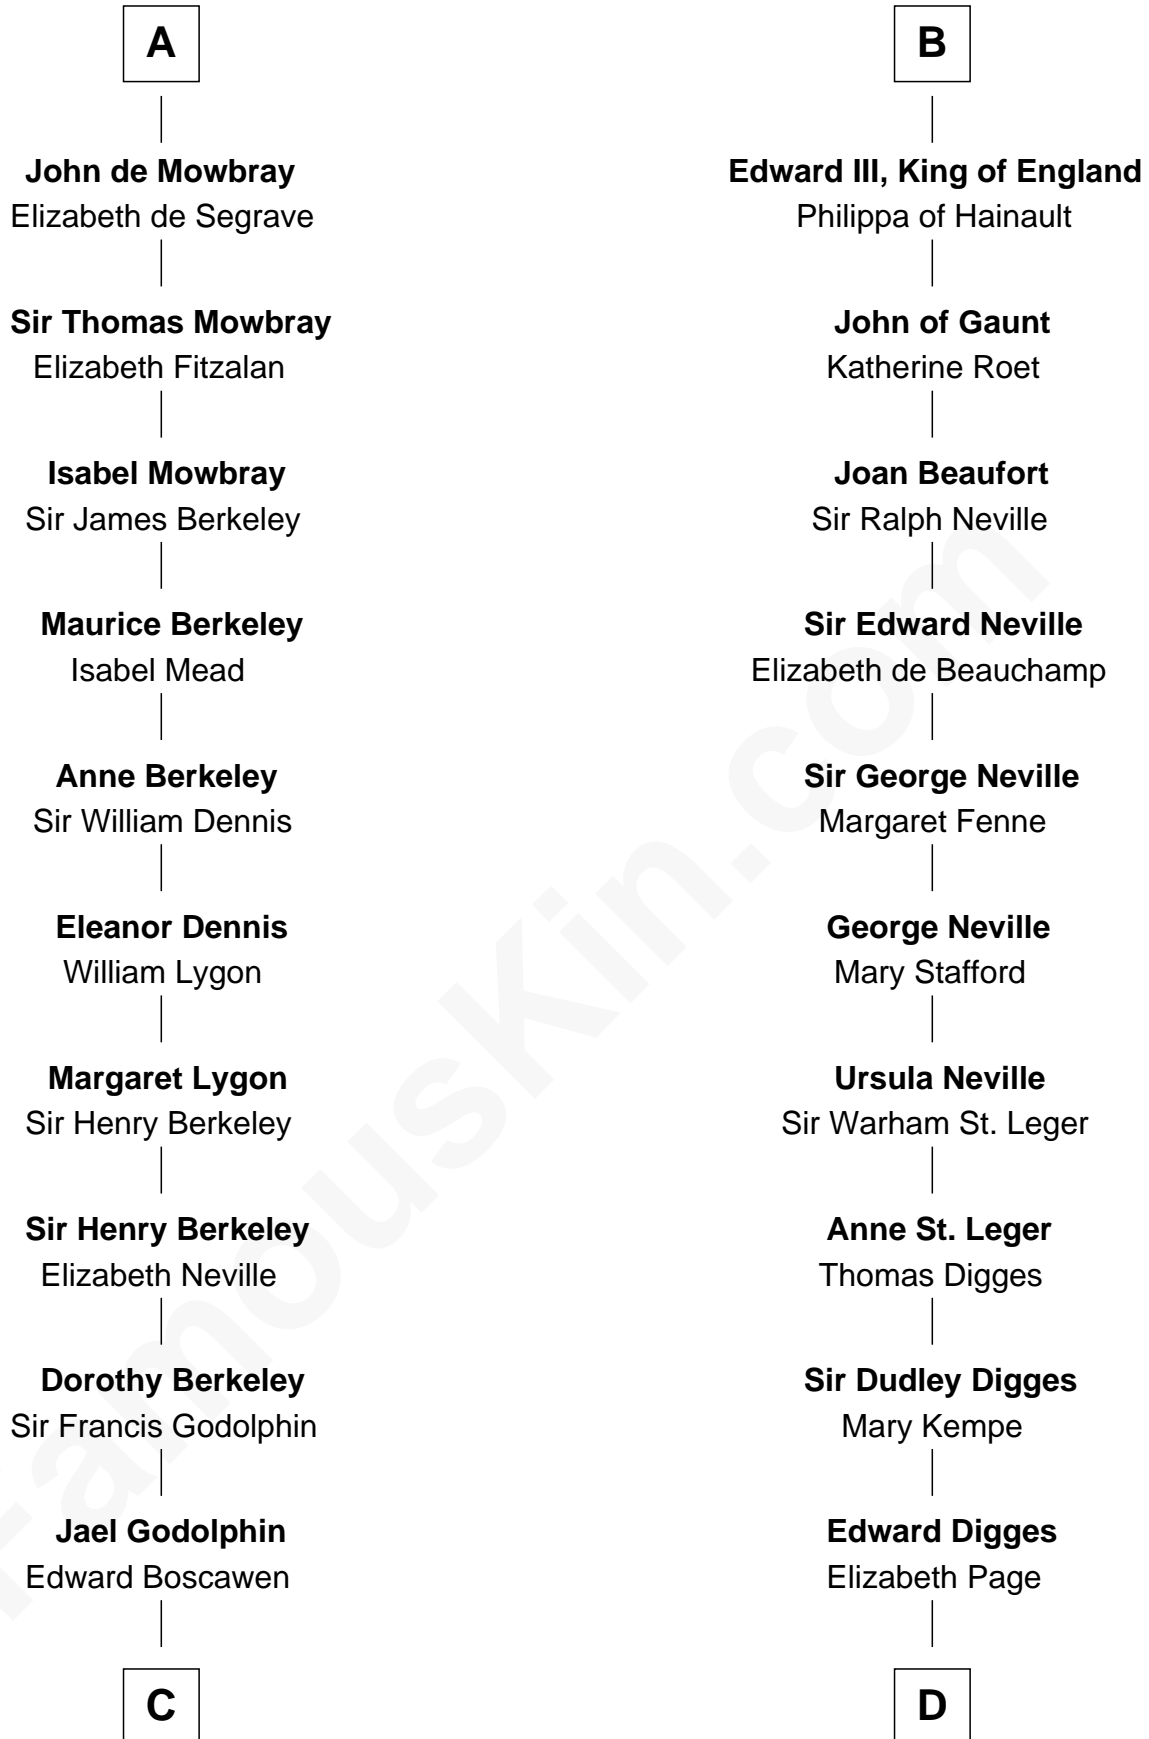 A
John de Mowbray
Elizabeth de Segrave
Sir Thomas Mowbray
Elizabeth Fitzalan
Isabel Mowbray
Sir James Berkeley
Maurice Berkeley
Isabel Mead
Anne Berkeley
Sir William Dennis
Eleanor Dennis
William Lygon
Margaret Lygon
Sir Henry Berkeley
Sir Henry Berkeley
Elizabeth Neville
Dorothy Berkeley
Sir Francis Godolphin
Jael Godolphin
Edward Boscawen
C
B
Edward III, King of England
Philippa of Hainault
John of Gaunt
Katherine Roet
Joan Beaufort
Sir Ralph Neville
Sir Edward Neville
Elizabeth de Beauchamp
Sir George Neville
Margaret Fenne
George Neville
Mary Stafford
Ursula Neville
Sir Warham St. Leger
Anne St. Leger
Thomas Digges
Sir Dudley Digges
Mary Kempe
Edward Digges
Elizabeth Page
D
FamousKin.com